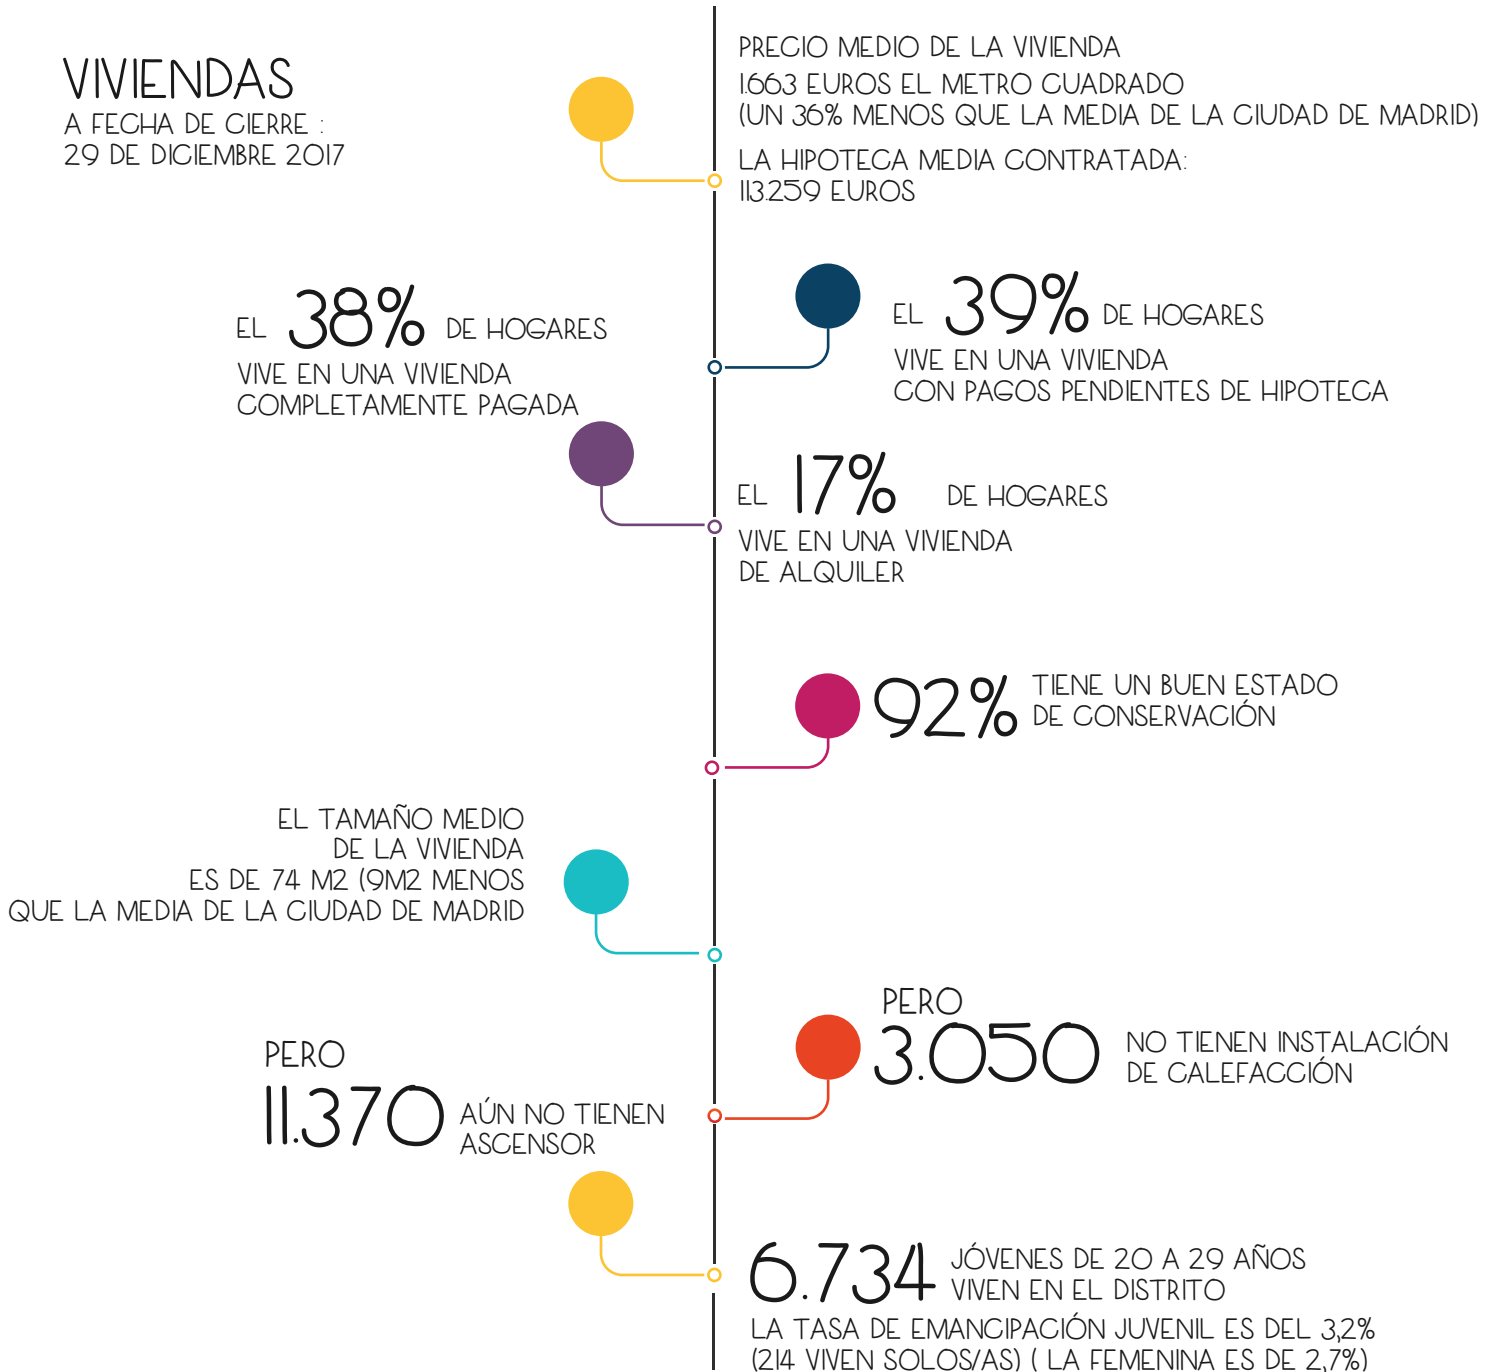 VIVIENDAS
A FECHA DE CIERRE :
29 DE DICIEMBRE 2017
PRECIO MEDIO DE LA VIVIENDA
1.663 EUROS EL METRO CUADRADO
(UN 36% MENOS QUE LA MEDIA DE LA CIUDAD DE MADRID)
LA HIPOTECA MEDIA CONTRATADA:
113.259 EUROS
EL 38% DE HOGARES
VIVE EN UNA VIVIENDA
COMPLETAMENTE PAGADA
EL 39% DE HOGARES
VIVE EN UNA VIVIENDA
CON PAGOS PENDIENTES DE HIPOTECA
EL 17% DE HOGARES
VIVE EN UNA VIVIENDA
DE ALQUILER
92% TIENE UN BUEN ESTADO
DE CONSERVACIÓN
EL TAMAÑO MEDIO
DE LA VIVIENDA
ES DE 74 M2 (9M2 MENOS
QUE LA MEDIA DE LA CIUDAD DE MADRID
PERO
3.050 NO TIENEN INSTALACIÓN
DE CALEFACCIÓN
PERO
11.370 AÚN NO TIENEN
ASCENSOR
6.734 JÓVENES DE 20 A 29 AÑOS
VIVEN EN EL DISTRITO
LA TASA DE EMANCIPACIÓN JUVENIL ES DEL 3,2%
(214 VIVEN SOLOS/AS) ( LA FEMENINA ES DE 2,7%)